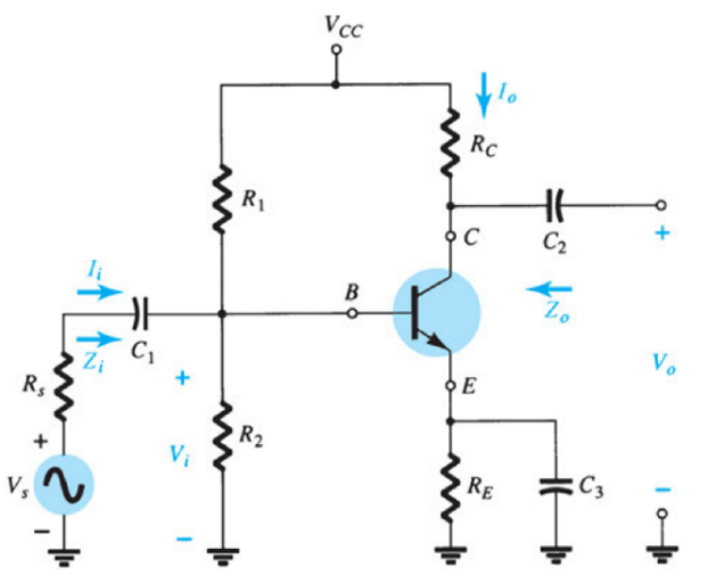 V_CC
I_o
R_C
R_1
C
C_2
+
I_i
B
Z_o
Z_i
C_1
+
V_o
R_s
E
+
R_2
V_i
V_s
R_E
C_3
−
−
−